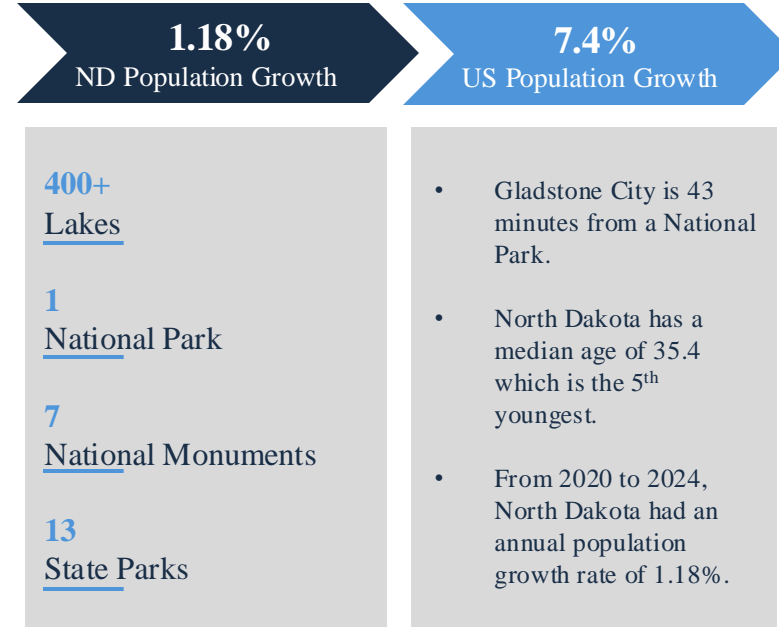 1.18%
ND Population Growth
7.4%
US Population Growth
400+
Lakes
1
National Park
7
National Monuments
13
State Parks
• Gladstone City is 43
minutes from a National
Park.
• North Dakota has a
median age of 35.4
which is the 5th
youngest.
• From 2020 to 2024,
North Dakota had an
annual population
growth rate of 1.18%.